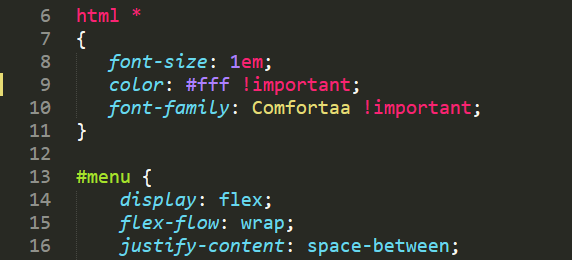 6 html *
7 {
8 font-size: 1em;
9 color: #fff !important;
10 font-family: Comfortaa !important;
11 }
12
13 #menu {
14 display: flex;
15 flex-flow: wrap;
16 justify-content: space-between;